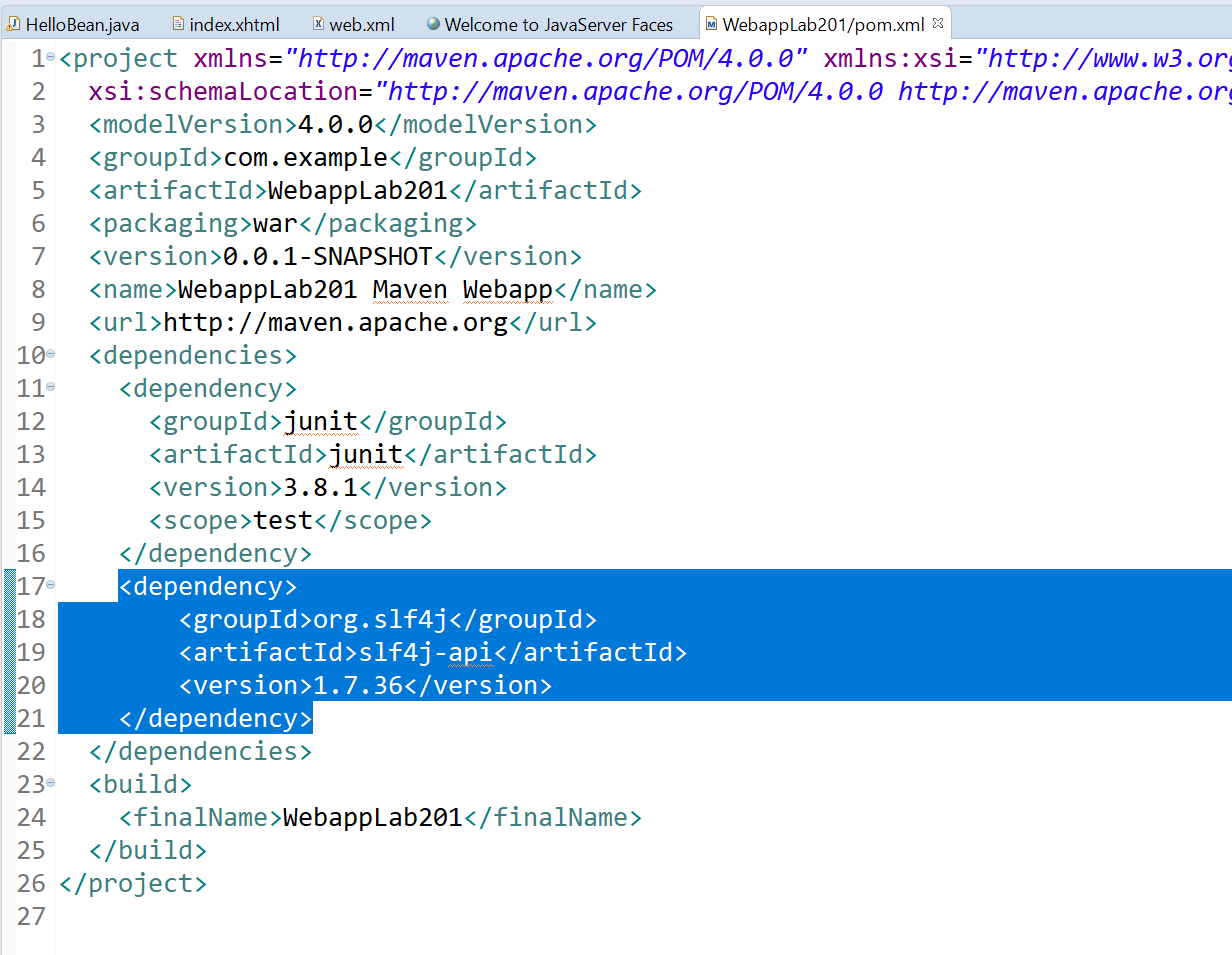 HelloBean.java index.xhtml web.xml Welcome to JavaServer Faces WebappLab201/pom.xml
1 <project xmlns="http://maven.apache.org/POM/4.0.0" xmlns:xsi="http://www.w3.org
2   xsi:schemaLocation="http://maven.apache.org/POM/4.0.0 http://maven.apache.org
3   <modelVersion>4.0.0</modelVersion>
4   <groupId>com.example</groupId>
5   <artifactId>WebappLab201</artifactId>
6   <packaging>war</packaging>
7   <version>0.0.1-SNAPSHOT</version>
8   <name>WebappLab201 Maven Webapp</name>
9   <url>http://maven.apache.org</url>
10   <dependencies>
11     <dependency>
12       <groupId>junit</groupId>
13       <artifactId>junit</artifactId>
14       <version>3.8.1</version>
15       <scope>test</scope>
16     </dependency>
17     <dependency>
18         <groupId>org.slf4j</groupId>
19         <artifactId>slf4j-api</artifactId>
20         <version>1.7.36</version>
21     </dependency>
22   </dependencies>
23   <build>
24     <finalName>WebappLab201</finalName>
25   </build>
26 </project>
27